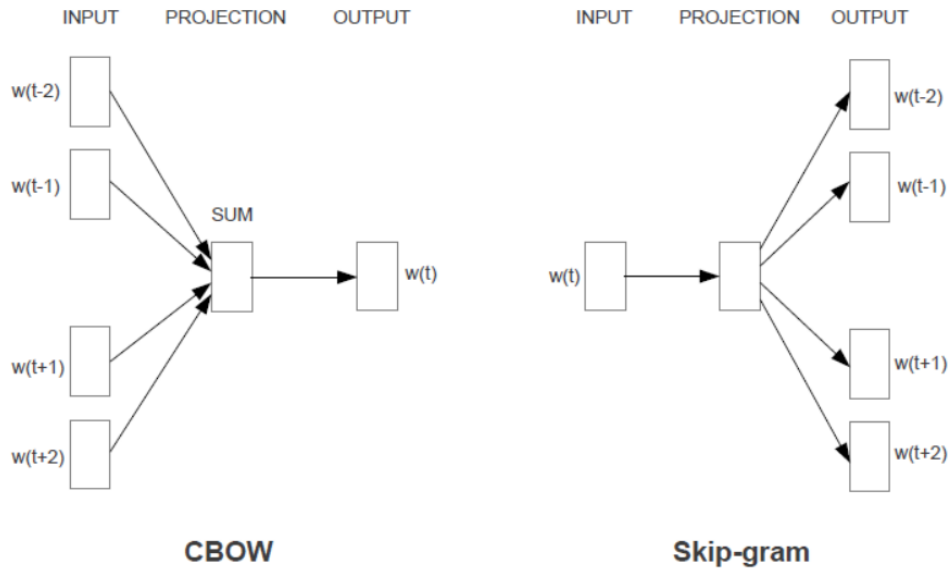 INPUT PROJECTION OUTPUT
w(t-2)
w(t-1)
SUM
w(t)
w(t+1)
w(t+2)
CBOW
INPUT PROJECTION OUTPUT
w(t-2)
w(t-1)
w(t)
w(t+1)
w(t+2)
Skip-gram